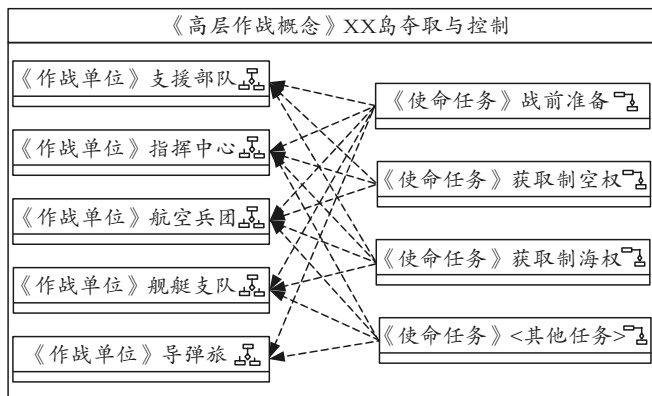 《高层作战概念》XX岛夺取与控制
《作战单位》支援部队
《作战单位》指挥中心
《作战单位》航空兵团
《作战单位》舰艇支队
《作战单位》导弹旅
《使命任务》战前准备
《使命任务》获取制空权
《使命任务》获取制海权
《使命任务》<其他任务>